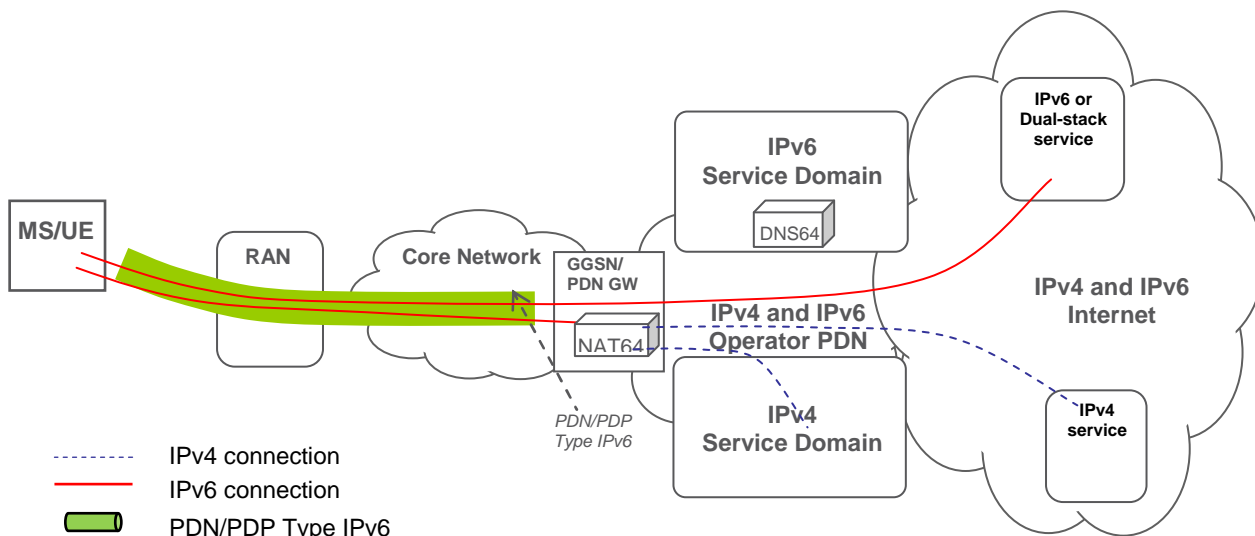 IPv6 or
Dual-stack
service
IPv6
Service Domain
DNS64
MS/UE
RAN
Core Network
GGSN/
PDN GW
NAT64
IPv4 and IPv6
Operator PDN
IPv4 and IPv6
Internet
PDN/PDP
Type IPv6
IPv4
Service Domain
IPv4
service
IPv4 connection
IPv6 connection
PDN/PDP Type IPv6